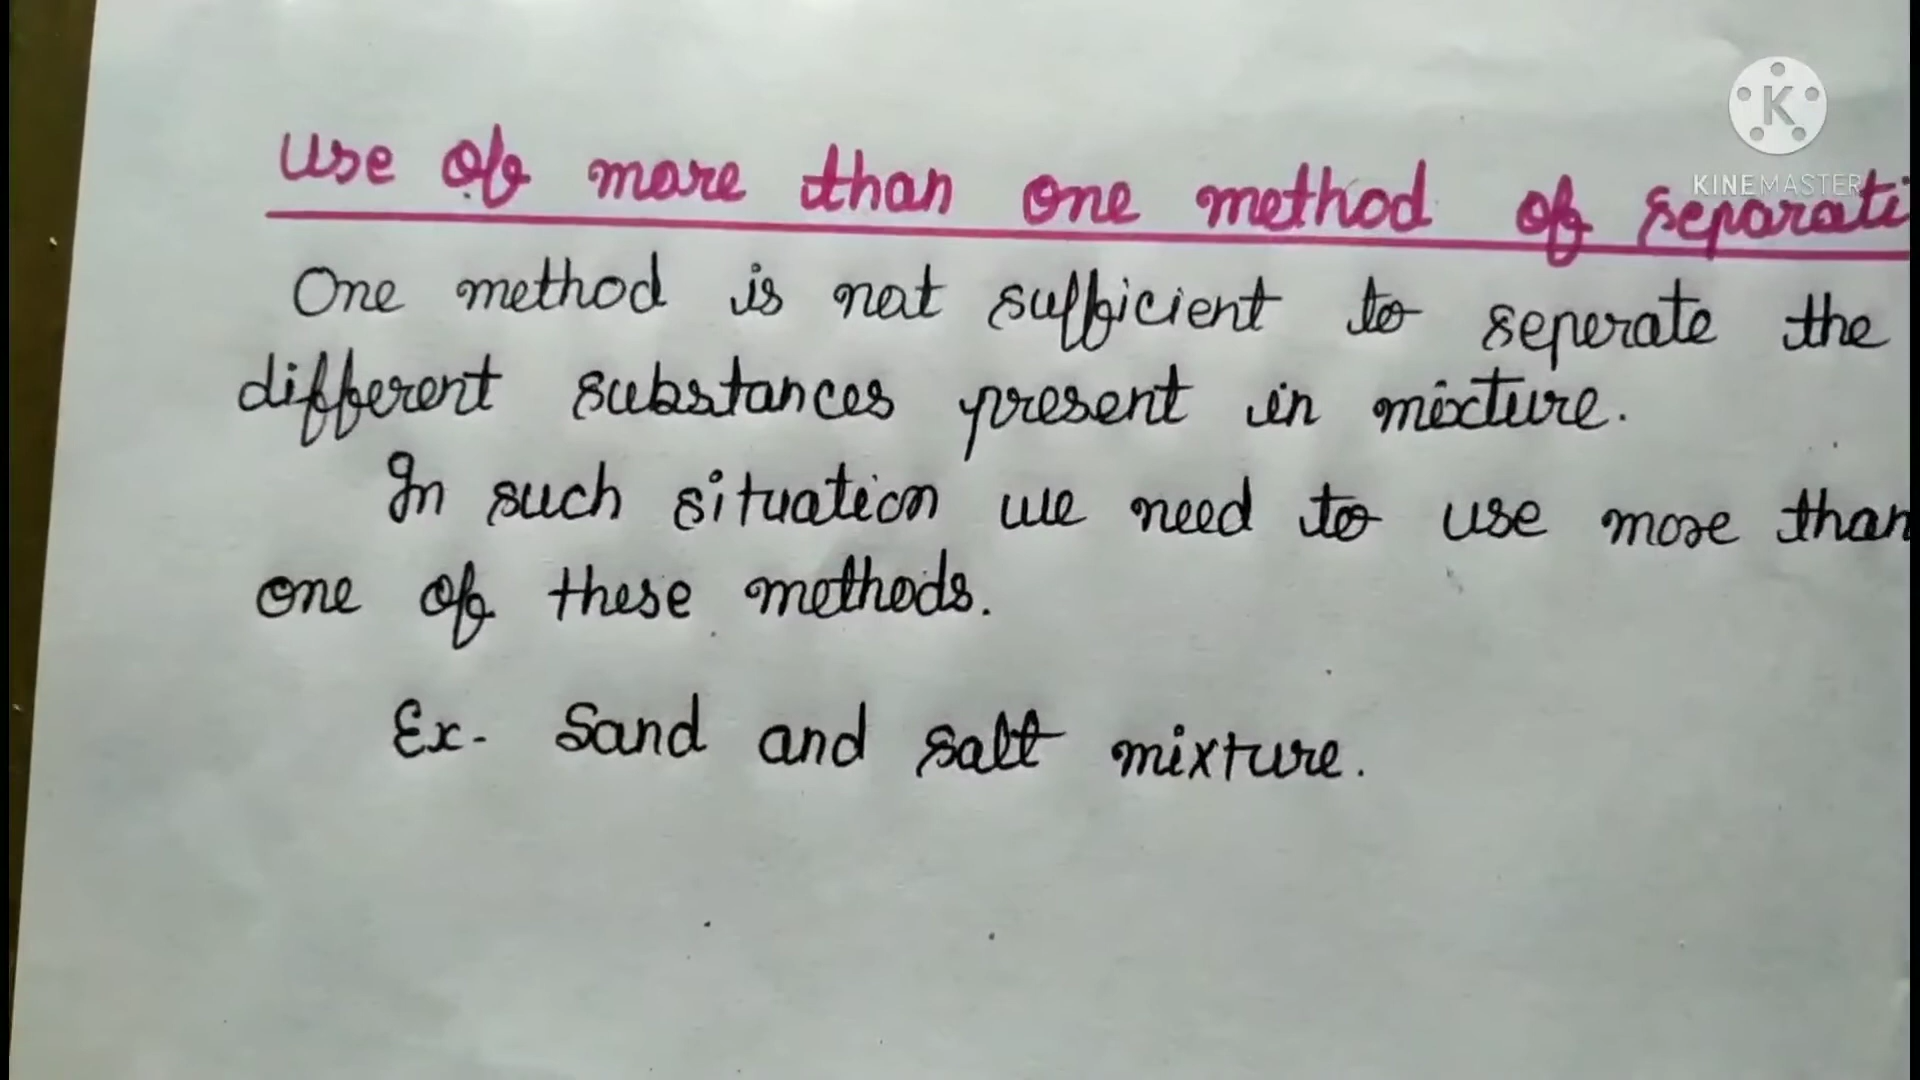 KINEMASTER
use of more than one method of separati
One method is not sufficient to seperate the
different substances present in mixture.
In such situation we need to use more than
one of these methods.
Ex- Sand and salt mixture.